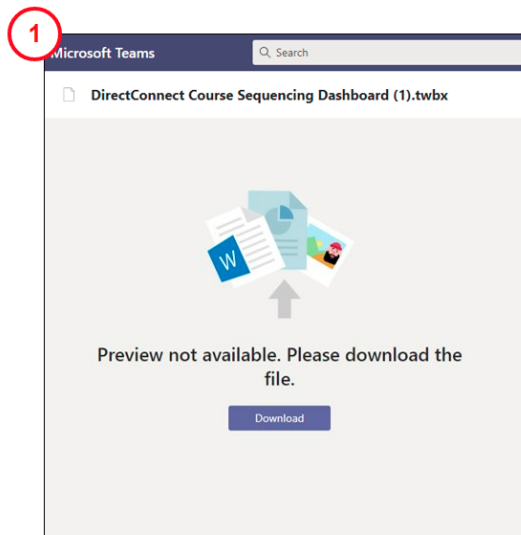 1
Microsoft Teams
Search
DirectConnect Course Sequencing Dashboard (1).twbx
W
Preview not available. Please download the
file.
Download